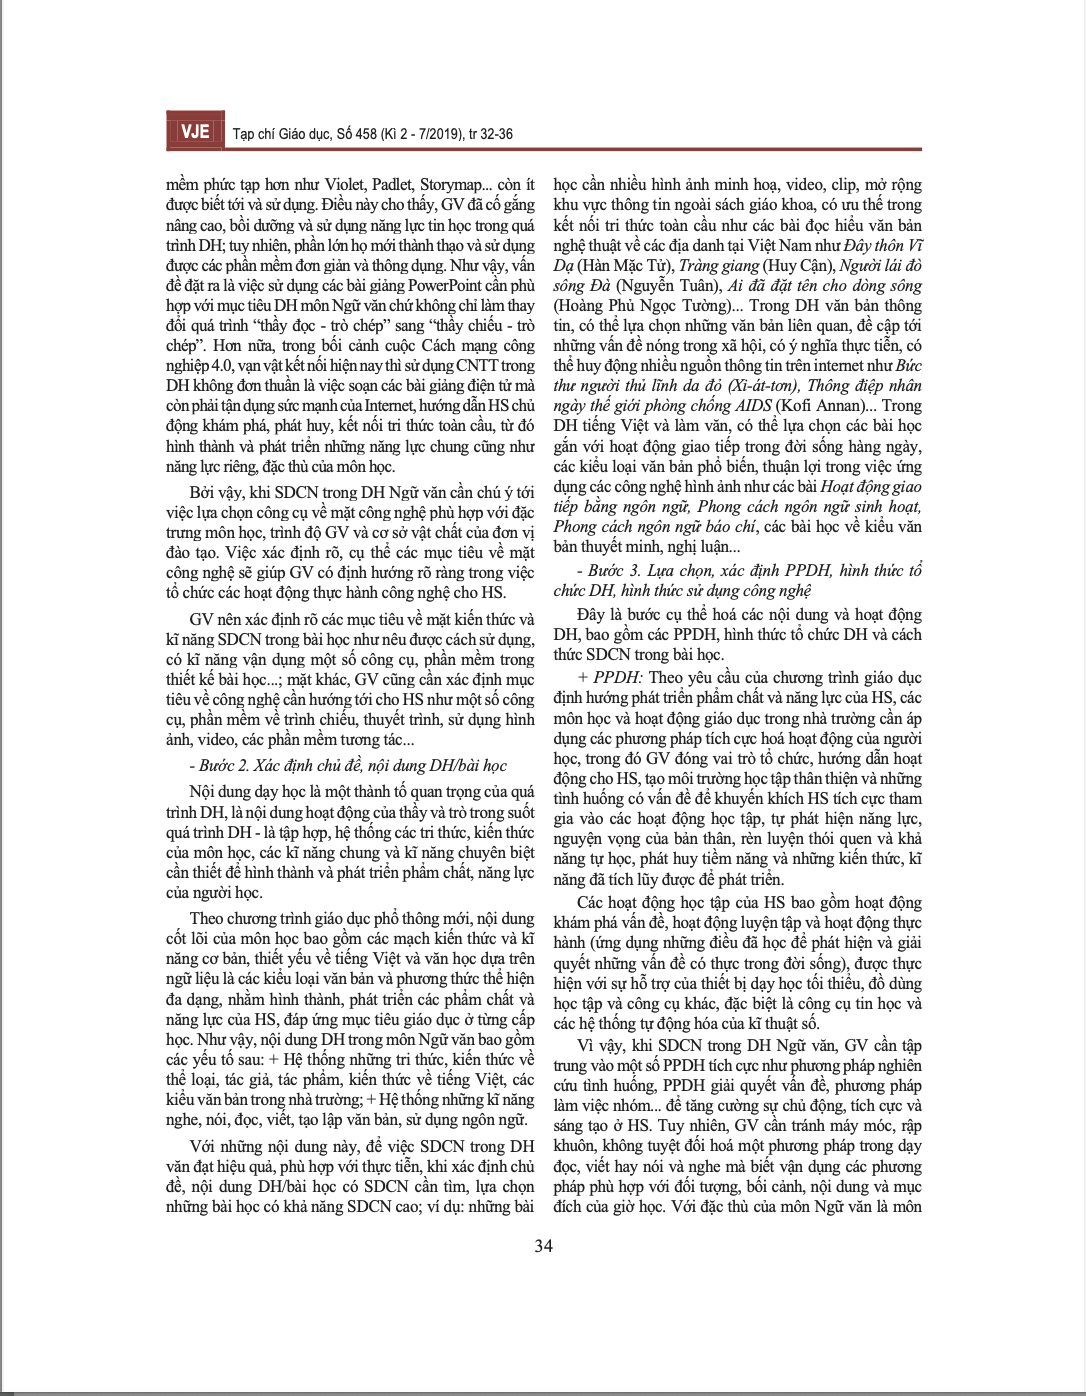 VJE Tạp chí Giáo dục, Số 458 (Kì 2 - 7/2019), tr 32-36
mềm phức tạp hơn như Violet, Padlet, Storymap... còn ít
được biết tới và sử dụng. Điều này cho thấy, GV đã cố gắng
nâng cao, bồi dưỡng và sử dụng năng lực tin học trong quá
trình DH; tuy nhiên, phần lớn họ mới thành thạo và sử dụng
được các phần mềm đơn giản và thông dụng. Như vậy, vấn
đề đặt ra là việc sử dụng các bài giảng PowerPoint cần phù
hợp với mục tiêu DH môn Ngữ văn chứ không chỉ làm thay
đổi quá trình “thầy đọc - trò chép” sang “thầy chiếu - trò
chép”. Hơn nữa, trong bối cảnh cuộc Cách mạng công
nghiệp 4.0, vạn vật kết nối hiện nay thì sử dụng CNTT trong
DH không đơn thuần là việc soạn các bài giảng điện tử mà
còn phải tận dụng sức mạnh của Internet, hướng dẫn HS chủ
động khám phá, phát huy, kết nối tri thức toàn cầu, từ đó
hình thành và phát triển những năng lực chung cũng như
năng lực riêng, đặc thù của môn học.
Bởi vậy, khi SDCN trong DH Ngữ văn cần chú ý tới
việc lựa chọn công cụ về mặt công nghệ phù hợp với đặc
trưng môn học, trình độ GV và cơ sở vật chất của đơn vị
đào tạo. Việc xác định rõ, cụ thể các mục tiêu về mặt
công nghệ sẽ giúp GV có định hướng rõ ràng trong việc
tổ chức các hoạt động thực hành công nghệ cho HS.
GV nên xác định rõ các mục tiêu về mặt kiến thức và
kĩ năng SDCN trong bài học như nêu được cách sử dụng,
có kĩ năng vận dụng một số công cụ, phần mềm trong
thiết kế bài học...; mặt khác, GV cũng cần xác định mục
tiêu về công nghệ cần hướng tới cho HS như một số công
cụ, phần mềm về trình chiếu, thuyết trình, sử dụng hình
ảnh, video, các phần mềm tương tác...
- Bước 2. Xác định chủ đề, nội dung DH/bài học
Nội dung dạy học là một thành tố quan trọng của quá
trình DH, là nội dung hoạt động của thầy và trò trong suốt
quá trình DH - là tập hợp, hệ thống các tri thức, kiến thức
của môn học, các kĩ năng chung và kĩ năng chuyên biệt
cần thiết để hình thành và phát triển phẩm chất, năng lực
của người học.
Theo chương trình giáo dục phổ thông mới, nội dung
cốt lõi của môn học bao gồm các mạch kiến thức và kĩ
năng cơ bản, thiết yếu về tiếng Việt và văn học dựa trên
ngữ liệu là các kiểu loại văn bản và phương thức thể hiện
đa dạng, nhằm hình thành, phát triển các phẩm chất và
năng lực của HS, đáp ứng mục tiêu giáo dục ở từng cấp
học. Như vậy, nội dung DH trong môn Ngữ văn bao gồm
các yếu tố sau: + Hệ thống những tri thức, kiến thức về
thể loại, tác giả, tác phẩm, kiến thức về tiếng Việt, các
kiểu văn bản trong nhà trường; + Hệ thống những kĩ năng
nghe, nói, đọc, viết, tạo lập văn bản, sử dụng ngôn ngữ.
Với những nội dung này, để việc SDCN trong DH
văn đạt hiệu quả, phù hợp với thực tiễn, khi xác định chủ
đề, nội dung DH/bài học có SDCN cần tìm, lựa chọn
những bài học có khả năng SDCN cao; ví dụ: những bài
học cần nhiều hình ảnh minh hoạ, video, clip, mở rộng
khu vực thông tin ngoài sách giáo khoa, có ưu thế trong
kết nối tri thức toàn cầu như các bài đọc hiểu văn bản
nghệ thuật về các địa danh tại Việt Nam như Đây thôn Vĩ
Dạ (Hàn Mặc Tử), Tràng giang (Huy Cận), Người lái đò
sông Đà (Nguyễn Tuân), Ai đã đặt tên cho dòng sông
(Hoàng Phủ Ngọc Tường)... Trong DH văn bản thông
tin, có thể lựa chọn những văn bản liên quan, đề cập tới
những vấn đề nóng trong xã hội, có ý nghĩa thực tiễn, có
thể huy động nhiều nguồn thông tin trên internet như Bức
thư người thủ lĩnh da đỏ (Xi-át-tơn), Thông điệp nhân
ngày thế giới phòng chống AIDS (Kofi Annan)... Trong
DH tiếng Việt và làm văn, có thể lựa chọn các bài học
gắn với hoạt động giao tiếp trong đời sống hàng ngày,
các kiểu loại văn bản phổ biến, thuận lợi trong việc ứng
dụng các công nghệ hình ảnh như các bài Hoạt động giao
tiếp bằng ngôn ngữ, Phong cách ngôn ngữ sinh hoạt,
Phong cách ngôn ngữ báo chí, các bài học về kiểu văn
bản thuyết minh, nghị luận...
- Bước 3. Lựa chọn, xác định PPDH, hình thức tổ
chức DH, hình thức sử dụng công nghệ
Đây là bước cụ thể hoá các nội dung và hoạt động
DH, bao gồm các PPDH, hình thức tổ chức DH và cách
thức SDCN trong bài học.
+ PPDH: Theo yêu cầu của chương trình giáo dục
định hướng phát triển phẩm chất và năng lực của HS, các
môn học và hoạt động giáo dục trong nhà trường cần áp
dụng các phương pháp tích cực hoá hoạt động của người
học, trong đó GV đóng vai trò tổ chức, hướng dẫn hoạt
động cho HS, tạo môi trường học tập thân thiện và những
tình huống có vấn đề để khuyến khích HS tích cực tham
gia vào các hoạt động học tập, tự phát hiện năng lực,
nguyện vọng của bản thân, rèn luyện thói quen và khả
năng tự học, phát huy tiềm năng và những kiến thức, kĩ
năng đã tích lũy được để phát triển.
Các hoạt động học tập của HS bao gồm hoạt động
khám phá vấn đề, hoạt động luyện tập và hoạt động thực
hành (ứng dụng những điều đã học để phát hiện và giải
quyết những vấn đề có thực trong đời sống), được thực
hiện với sự hỗ trợ của thiết bị dạy học tối thiểu, đồ dùng
học tập và công cụ khác, đặc biệt là công cụ tin học và
các hệ thống tự động hóa của kĩ thuật số.
Vì vậy, khi SDCN trong DH Ngữ văn, GV cần tập
trung vào một số PPDH tích cực như phương pháp nghiên
cứu tình huống, PPDH giải quyết vấn đề, phương pháp
làm việc nhóm... để tăng cường sự chủ động, tích cực và
sáng tạo ở HS. Tuy nhiên, GV cần tránh máy móc, rập
khuôn, không tuyệt đối hoá một phương pháp trong dạy
đọc, viết hay nói và nghe mà biết vận dụng các phương
pháp phù hợp với đối tượng, bối cảnh, nội dung và mục
đích của giờ học. Với đặc thù của môn Ngữ văn là môn
34